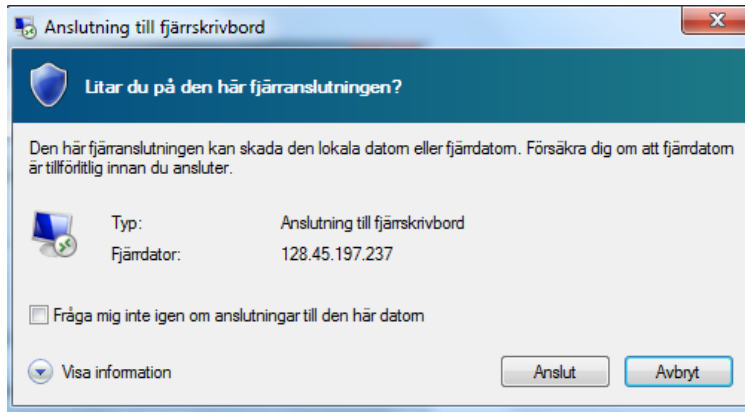 Anslutning till fjärrskrivbord
Litar du på den här fjärranslutningen?
Den här fjärranslutningen kan skada den lokala datorn eller fjärrdatorn. Försäkra dig om att fjärrdatorn
är tillförlitlig innan du ansluter.
Typ: Anslutning till fjärrskrivbord
Fjärrdator: 128.45.197.237
Fråga mig inte igen om anslutningar till den här datorn
Visa information Anslut Avbryt